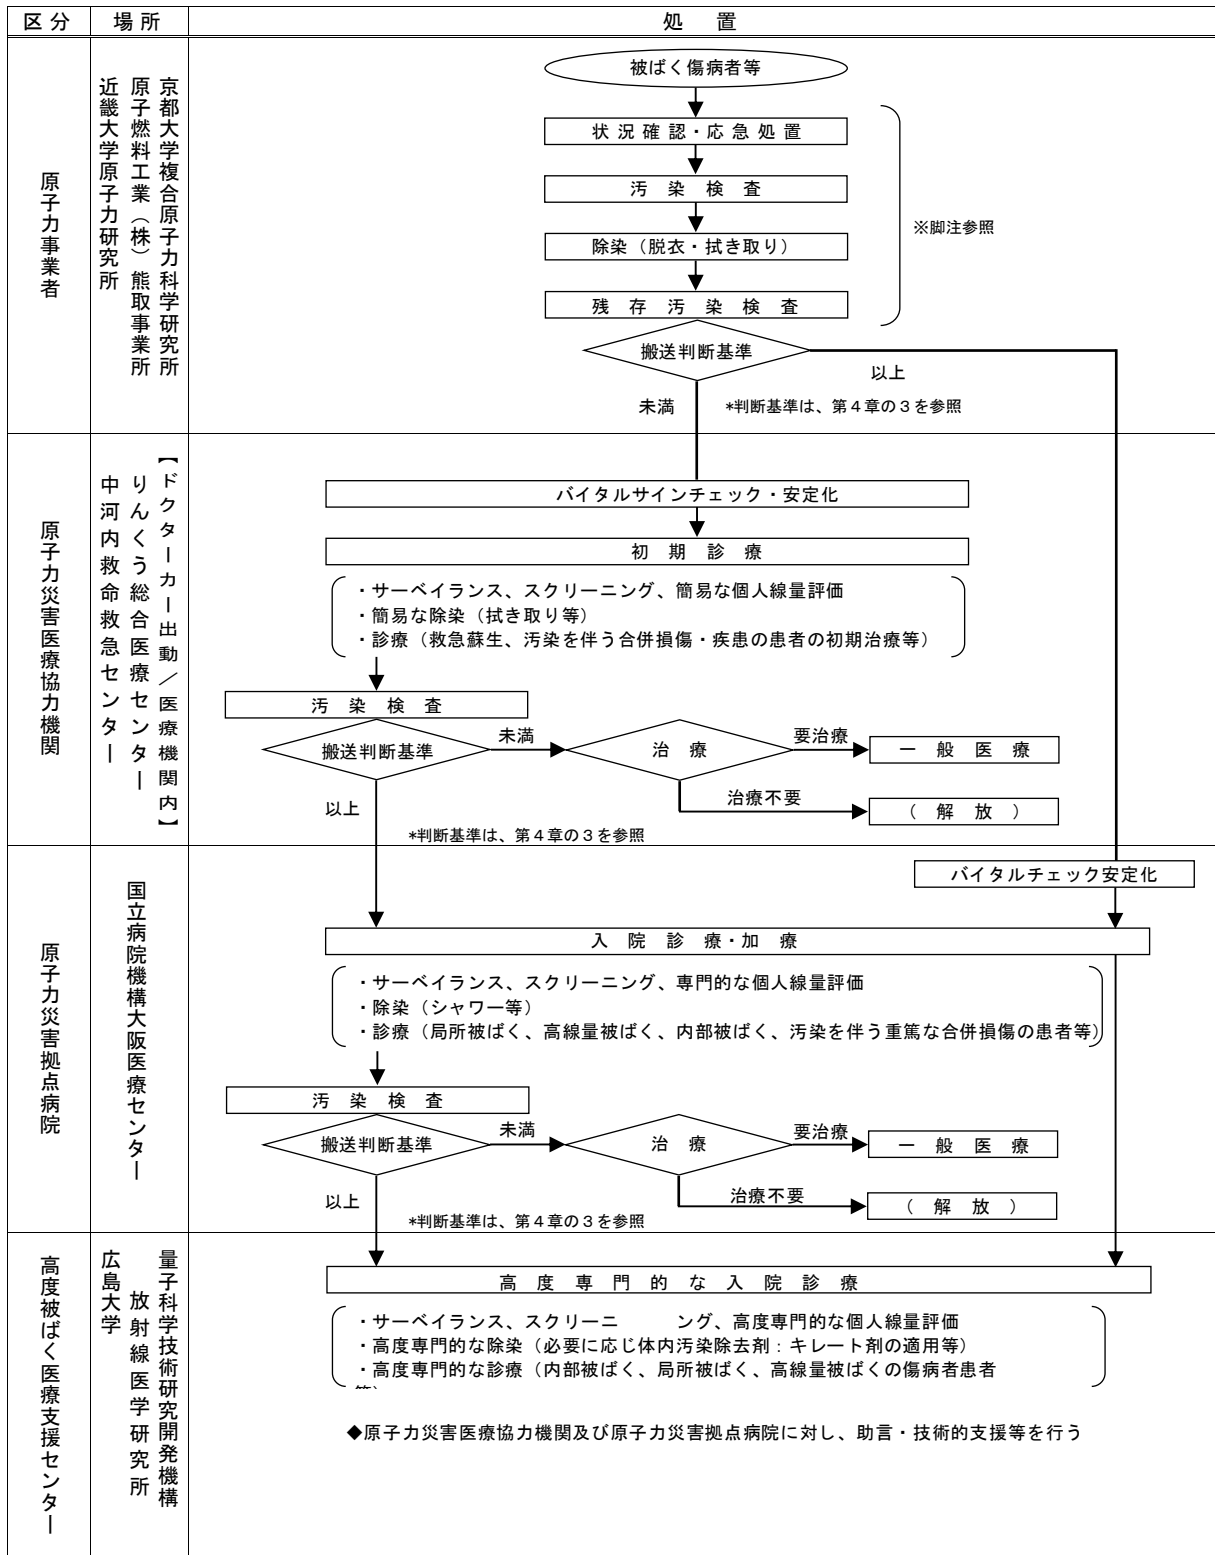 区分
場所
処　置
原子力事業者
京都大学複合原子力科学研究所
原子燃料工業（株）熊取事業所
近畿大学原子力研究所
被ばく傷病者等
状況確認・応急処置
汚染検査
除染（脱衣・拭き取り）
残存汚染検査
※脚注参照
搬送判断基準
以上
未満
*判断基準は、第４章の３を参照
原子力災害医療協力機関
【ドクターカー出動／医療機関内】
りんくう総合医療センター
中河内救命救急センター
バイタルサインチェック・安定化
初期診療
・サーベイランス、スクリーニング、簡易な個人線量評価
・簡易な除染（拭き取り等）
・診療（救急蘇生、汚染を伴う合併損傷・疾患の患者の初期治療等）
汚染検査
搬送判断基準
未満
治療
要治療
一般医療
以上
治療不要
（解放）
*判断基準は、第４章の３を参照
原子力災害拠点病院
国立病院機構大阪医療センター
バイタルチェック安定化
入院診療・加療
・サーベイランス、スクリーニング、専門的な個人線量評価
・除染（シャワー等）
・診療（局所被ばく、高線量被ばく、内部被ばく、汚染を伴う重篤な合併損傷の患者等）
汚染検査
搬送判断基準
未満
治療
要治療
一般医療
以上
治療不要
（解放）
*判断基準は、第４章の３を参照
高度被ばく医療支援センター
量子科学技術研究開発機構
放射線医学研究所
広島大学
高度専門的な入院診療
・サーベイランス、スクリーニ　　　ング、高度専門的な個人線量評価
・高度専門的な除染（必要に応じ体内汚染除去剤：キレート剤の適用等）
・高度専門的な診療（内部被ばく、局所被ばく、高線量被ばくの傷病者患者
◆原子力災害医療協力機関及び原子力災害拠点病院に対し、助言・技術的支援等を行う